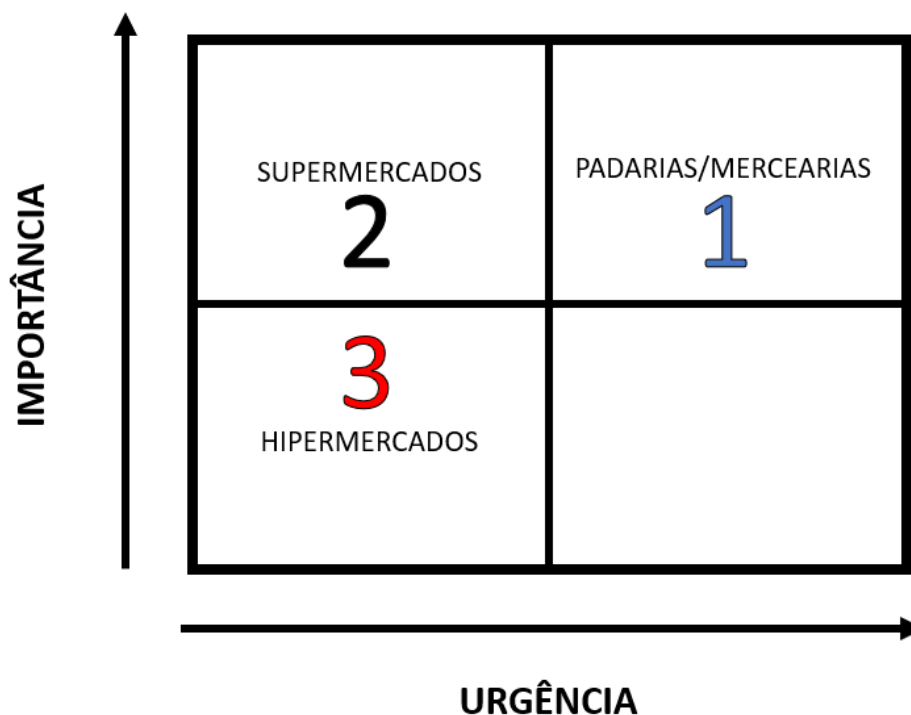 IMPORTÂNCIA
SUPERMERCADOS
2
PADARIAS/MERCEARIAS
1
3
HIPERMERCADOS
URGÊNCIA